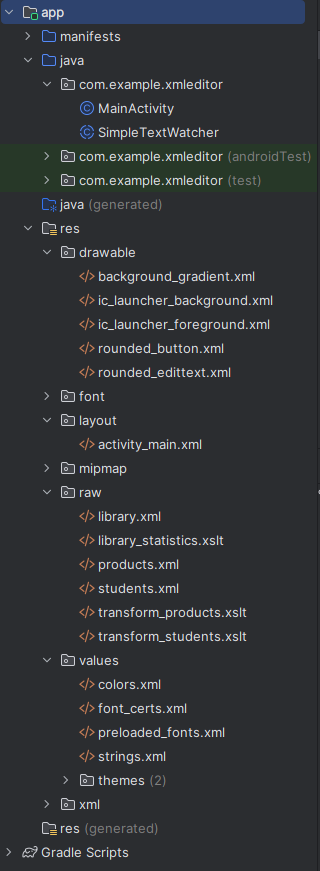 app
manifests
java
com.example.xmleditor
MainActivity
SimpleTextWatcher
com.example.xmleditor (androidTest)
com.example.xmleditor (test)
java (generated)
res
drawable
background_gradient.xml
ic_launcher_background.xml
ic_launcher_foreground.xml
rounded_button.xml
rounded_edittext.xml
font
layout
activity_main.xml
mipmap
raw
library.xml
library_statistics.xslt
products.xml
students.xml
transform_products.xslt
transform_students.xslt
values
colors.xml
font_certs.xml
preloaded_fonts.xml
strings.xml
themes (2)
xml
res (generated)
Gradle Scripts